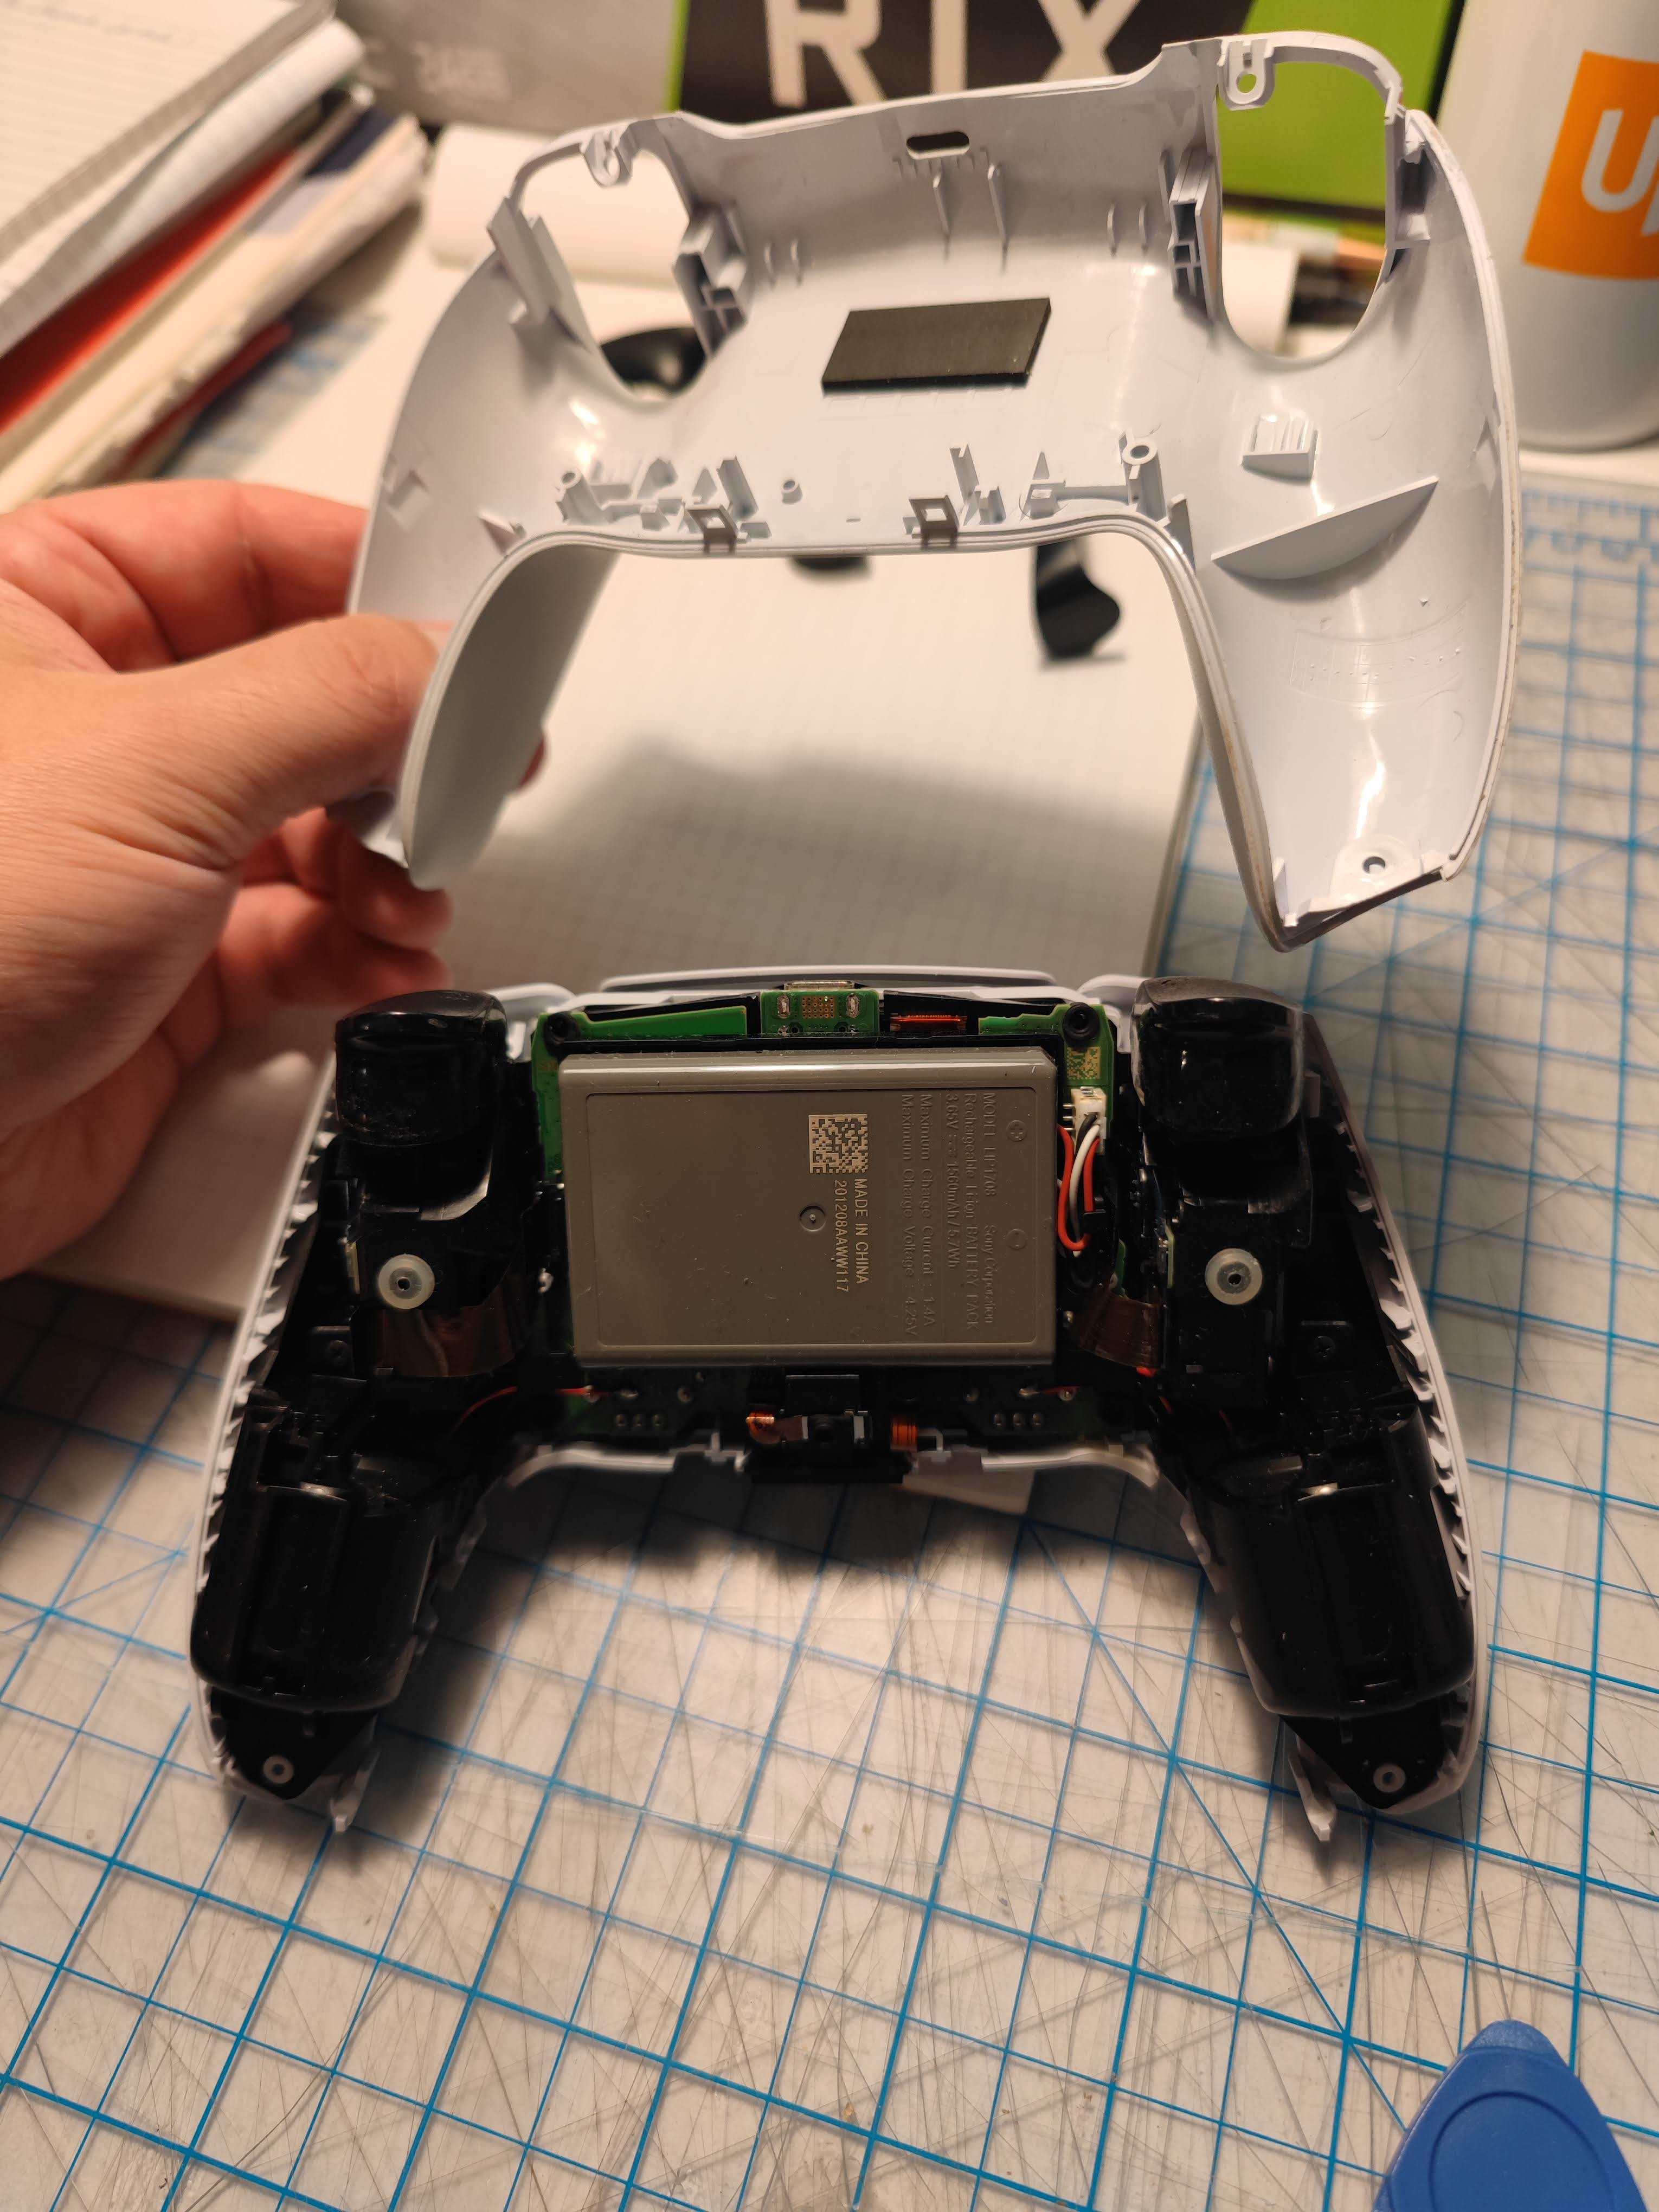 RTX
MODEL LIP1708 Sony Corporation
Rechargeable Li-ion BATTERY PACK
3.65V 1560mAh/5.7Wh
Maximum Charge Current 1.4A
Maximum Charge Voltage 4.25V
MADE IN CHINA
201208AAWW117